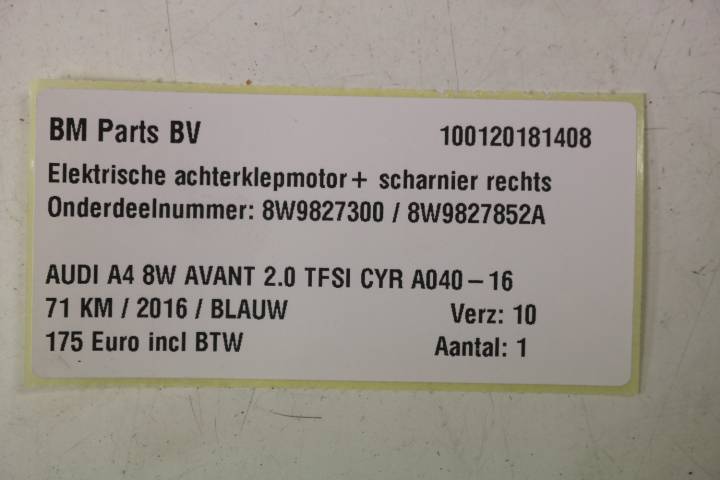 BM Parts BV 100120181408
Elektrische achterklepmotor+ scharnier rechts
Onderdeelnummer: 8W9827300 / 8W9827852A
AUDI A4 8W AVANT 2.0 TFSI CYR A040-16
71 KM / 2016 / BLAUW Verz: 10
175 Euro incl BTW Aantal: 1